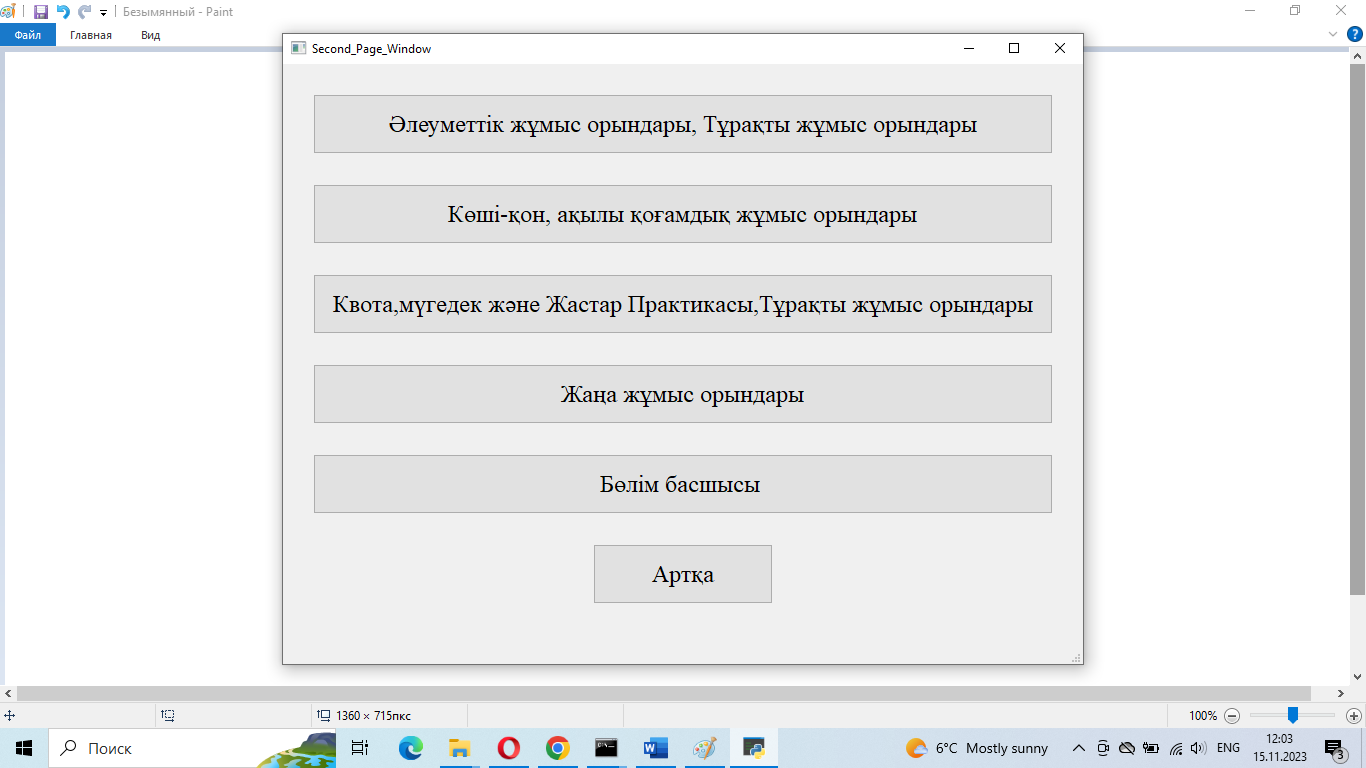 Безымянный - Paint
Файл Главная Вид
Second_Page_Window
Әлеуметтік жұмыс орындары, Тұрақты жұмыс орындары
Көші-қон, ақылы қоғамдық жұмыс орындары
Квота,мүгедек және Жастар Практикасы,Тұрақты жұмыс орындары
Жаңа жұмыс орындары
Бөлім басшысы
Артқа
1360 × 715пкс
100%
Поиск
6°C Mostly sunny
ENG
12:03
15.11.2023
3